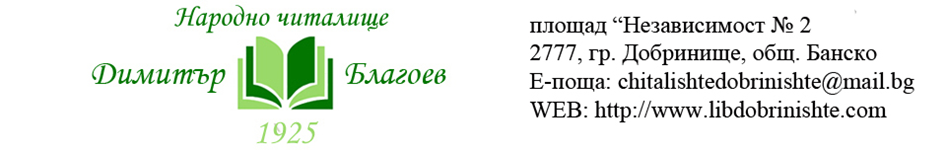 Народно читалище
Димитър Благоев
1925
площад “Независимост № 2
2777, гр. Добринище, общ. Банско
Е-поща: chitalishtedobrinishte@mail.bg
WEB: http://www.libdobrinishte.com